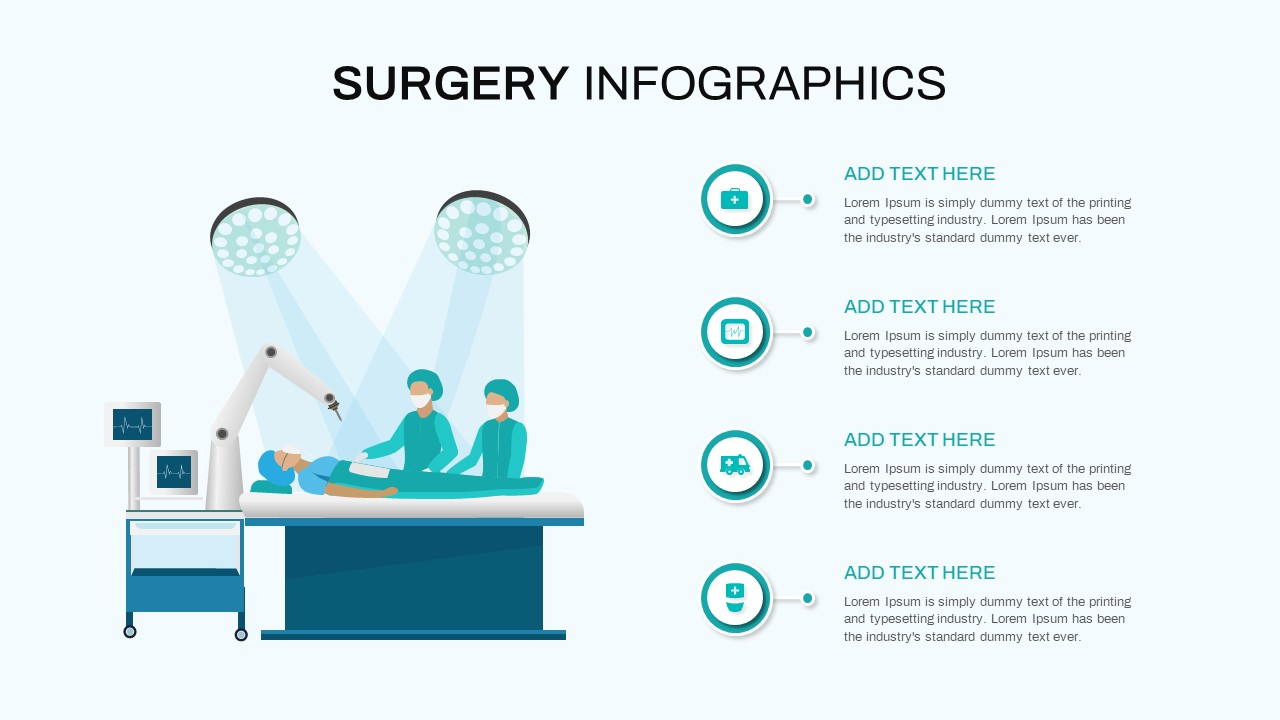 SURGERY INFOGRAPHICS
ADD TEXT HERE
Lorem Ipsum is simply dummy text of the printing
and typesetting industry. Lorem Ipsum has been
the industry's standard dummy text ever.
ADD TEXT HERE
Lorem Ipsum is simply dummy text of the printing
and typesetting industry. Lorem Ipsum has been
the industry's standard dummy text ever.
ADD TEXT HERE
Lorem Ipsum is simply dummy text of the printing
and typesetting industry. Lorem Ipsum has been
the industry's standard dummy text ever.
ADD TEXT HERE
Lorem Ipsum is simply dummy text of the printing
and typesetting industry. Lorem Ipsum has been
the industry's standard dummy text ever.